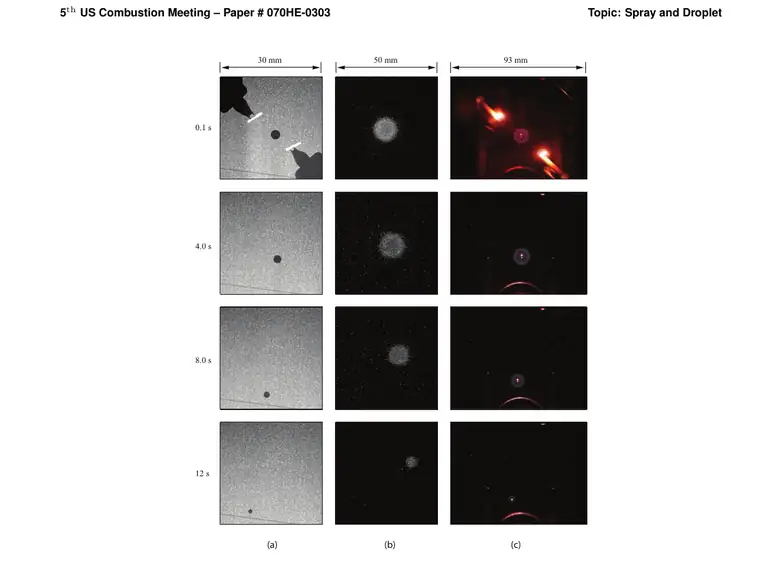 5th US Combustion Meeting – Paper # 070HE-0303 Topic: Spray and Droplet
30 mm 50 mm 93 mm
0.1 s
4.0 s
8.0 s
12 s
(a) (b) (c)